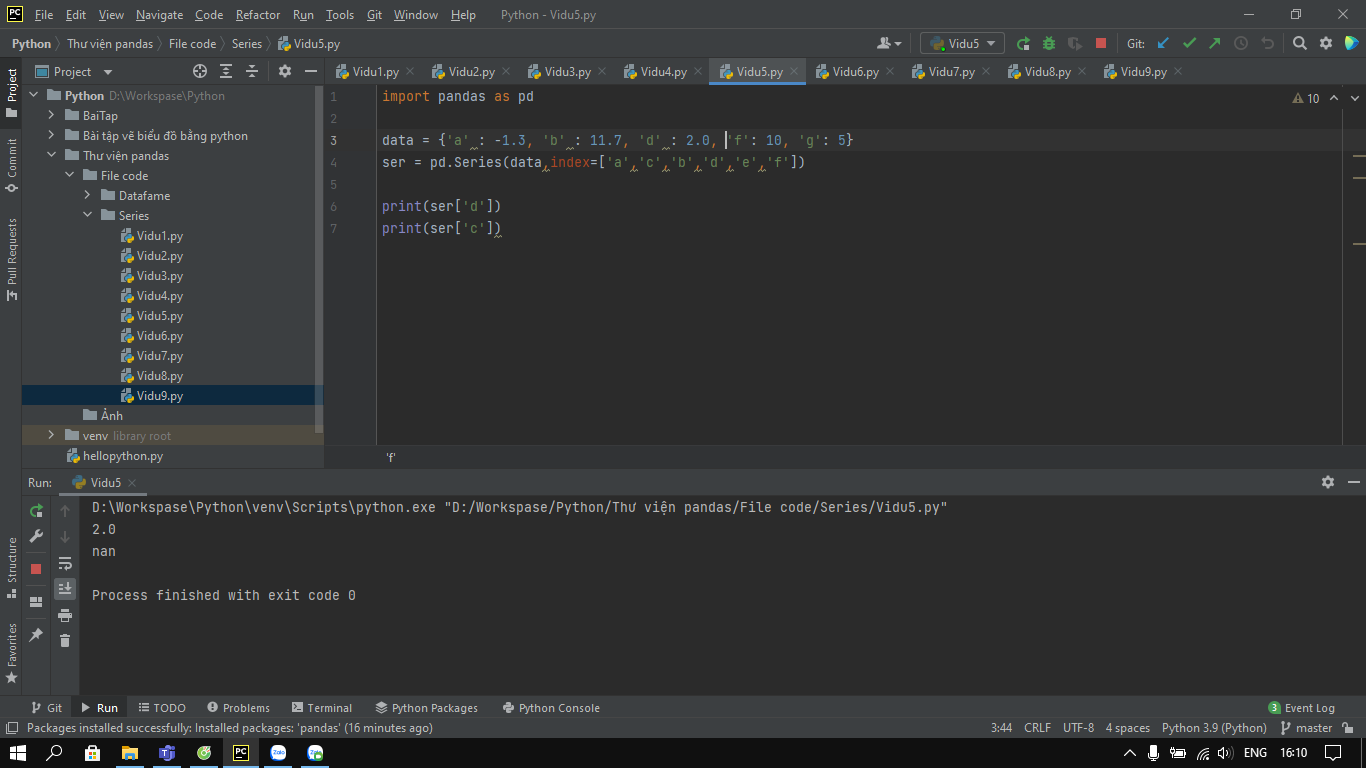 PC File Edit View Navigate Code Refactor Run Tools Git Window Help Python - Vidu5.py
Python Thư viện pandas File code Series Vidu5.py Vidu5 Git:
Project Vidu1.py Vidu2.py Vidu3.py Vidu4.py Vidu5.py Vidu6.py Vidu7.py Vidu8.py Vidu9.py
Project
Commit
Pull Requests
Python D:\Workspase\Python
BaiTap
Bài tập vẽ biểu đồ bằng python
Thư viện pandas
File code
Datafame
Series
Vidu1.py
Vidu2.py
Vidu3.py
Vidu4.py
Vidu5.py
Vidu6.py
Vidu7.py
Vidu8.py
Vidu9.py
Ảnh
venv library root
hellopython.py
1 import pandas as pd
10
2
3 data = {'a' : -1.3, 'b' : 11.7, 'd' : 2.0, 'f': 10, 'g': 5}
4 ser = pd.Series(data,index=['a','c','b','d','e','f'])
5
6 print(ser['d'])
7 print(ser['c'])
'f'
Run: Vidu5
D:\Workspase\Python\venv\Scripts\python.exe "D:/Workspase/Python/Thư viện pandas/File code/Series/Vidu5.py"
2.0
nan
Process finished with exit code 0
Structure
Favorites
Git Run TODO Problems Terminal Python Packages Python Console 3 Event Log
Packages installed successfully: Installed packages: 'pandas' (16 minutes ago) 3:44 CRLF UTF-8 4 spaces Python 3.9 (Python) master
PC Zalo Zalo ENG 16:10